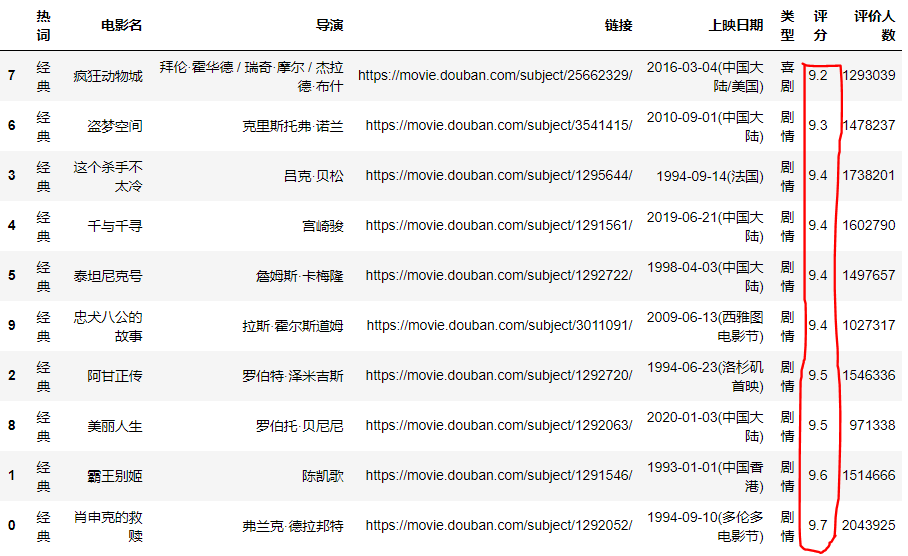 热词 电影名 导演 链接 上映日期 类型 评分 评价人数
7 经典 疯狂动物城 拜伦·霍华德 / 瑞奇·摩尔 / 杰拉德·布什 https://movie.douban.com/subject/25662329/ 2016-03-04(中国大陆/美国) 喜剧 9.2 1293039
6 经典 盗梦空间 克里斯托弗·诺兰 https://movie.douban.com/subject/3541415/ 2010-09-01(中国大陆) 剧情 9.3 1478237
3 经典 这个杀手不太冷 吕克·贝松 https://movie.douban.com/subject/1295644/ 1994-09-14(法国) 剧情 9.4 1738201
4 经典 千与千寻 宫崎骏 https://movie.douban.com/subject/1291561/ 2019-06-21(中国大陆) 剧情 9.4 1602790
5 经典 泰坦尼克号 詹姆斯·卡梅隆 https://movie.douban.com/subject/1292722/ 1998-04-03(中国大陆) 剧情 9.4 1497657
9 经典 忠犬八公的故事 拉斯·霍尔斯道姆 https://movie.douban.com/subject/3011091/ 2009-06-13(西雅图电影节) 剧情 9.4 1027317
2 经典 阿甘正传 罗伯特·泽米吉斯 https://movie.douban.com/subject/1292720/ 1994-06-23(洛杉矶首映) 剧情 9.5 1546336
8 经典 美丽人生 罗伯托·贝尼尼 https://movie.douban.com/subject/1292063/ 2020-01-03(中国大陆) 剧情 9.5 971338
1 经典 霸王别姬 陈凯歌 https://movie.douban.com/subject/1291546/ 1993-01-01(中国香港) 剧情 9.6 1514666
0 经典 肖申克的救赎 弗兰克·德拉邦特 https://movie.douban.com/subject/1292052/ 1994-09-10(多伦多电影节) 剧情 9.7 2043925